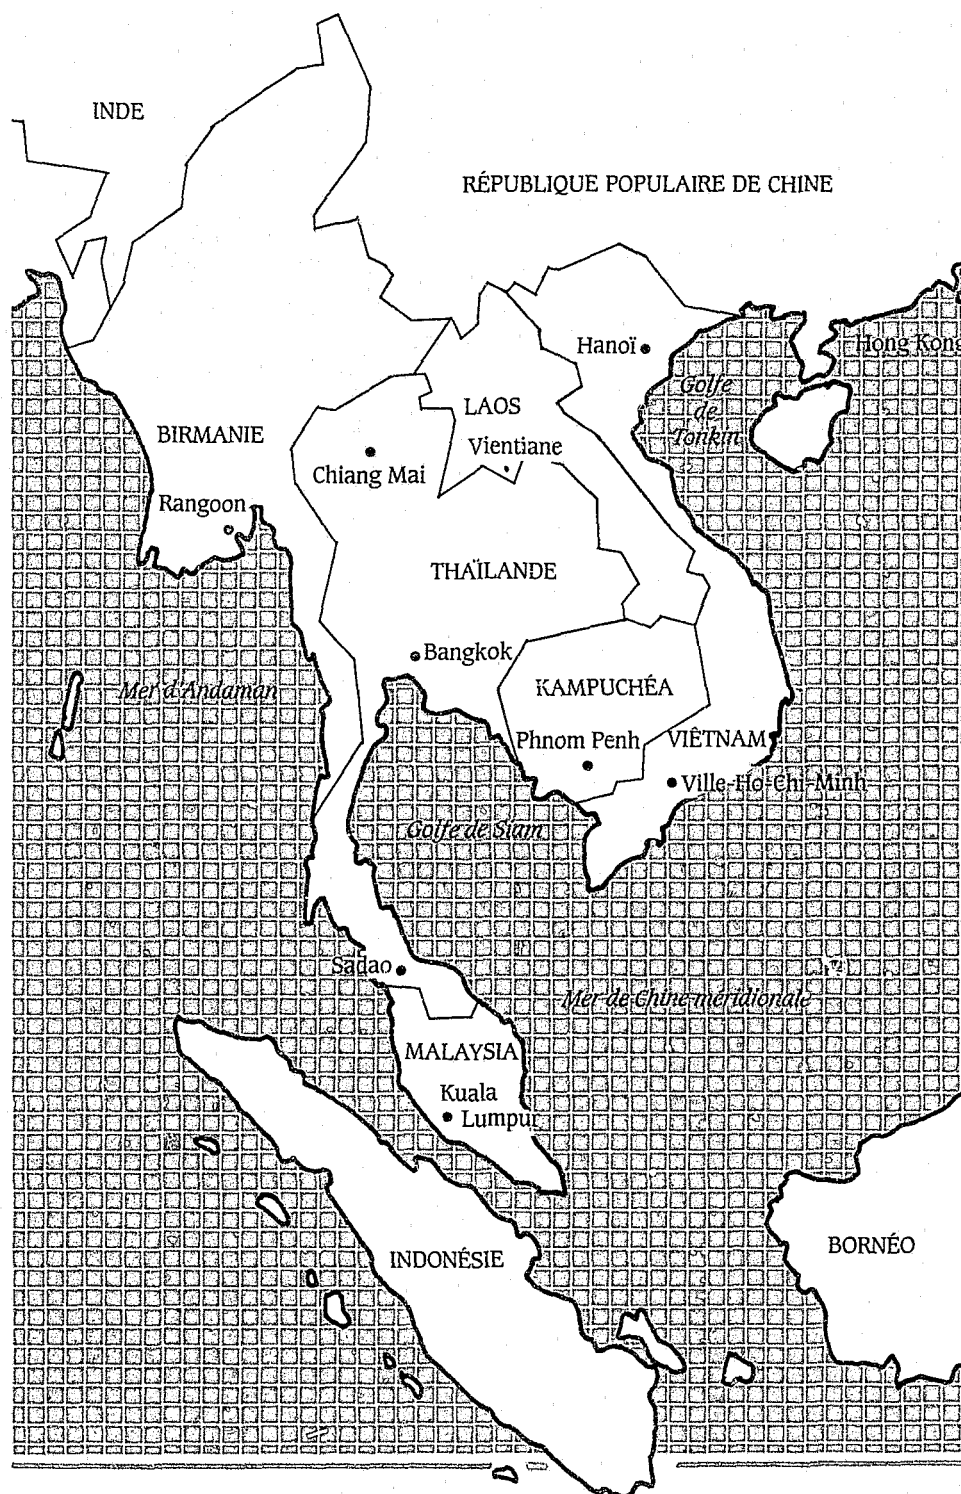 INDE
RÉPUBLIQUE POPULAIRE DE CHINE
Hanoï
Hong Kong
Golfe
de
Tonkin
LAOS
BIRMANIE
Vientiane
Chiang Mai
Rangoon
THAÏLANDE
Bangkok
Mer d'Andaman
KAMPUCHÉA
Phnom Penh
VIÊTNAM
Ville-Ho-Chi-Minh
Golfe de Siam
Sadao
Mer de Chine méridionale
MALAYSIA
Kuala
Lumpur
BORNÉO
INDONÉSIE